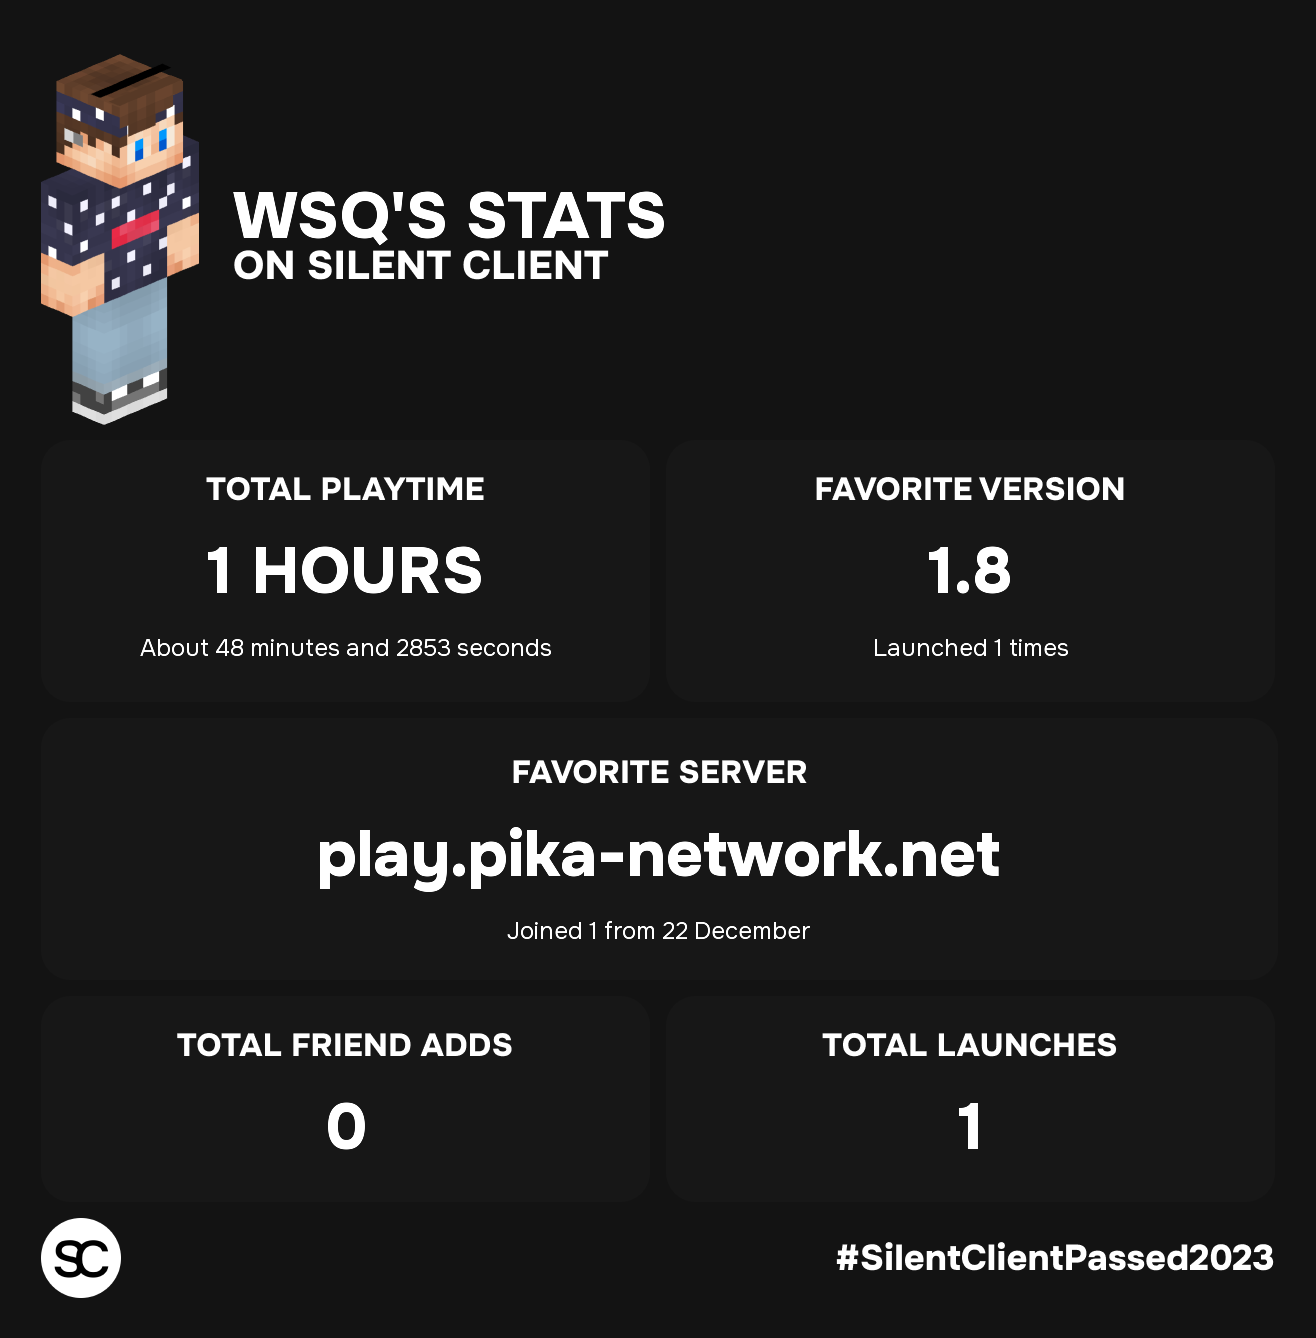 WSQ'S STATS
ON SILENT CLIENT
TOTAL PLAYTIME
1 HOURS
About 48 minutes and 2853 seconds
FAVORITE VERSION
1.8
Launched 1 times
FAVORITE SERVER
play.pika-network.net
Joined 1 from 22 December
TOTAL FRIEND ADDS
0
TOTAL LAUNCHES
1
SC
#SilentClientPassed2023